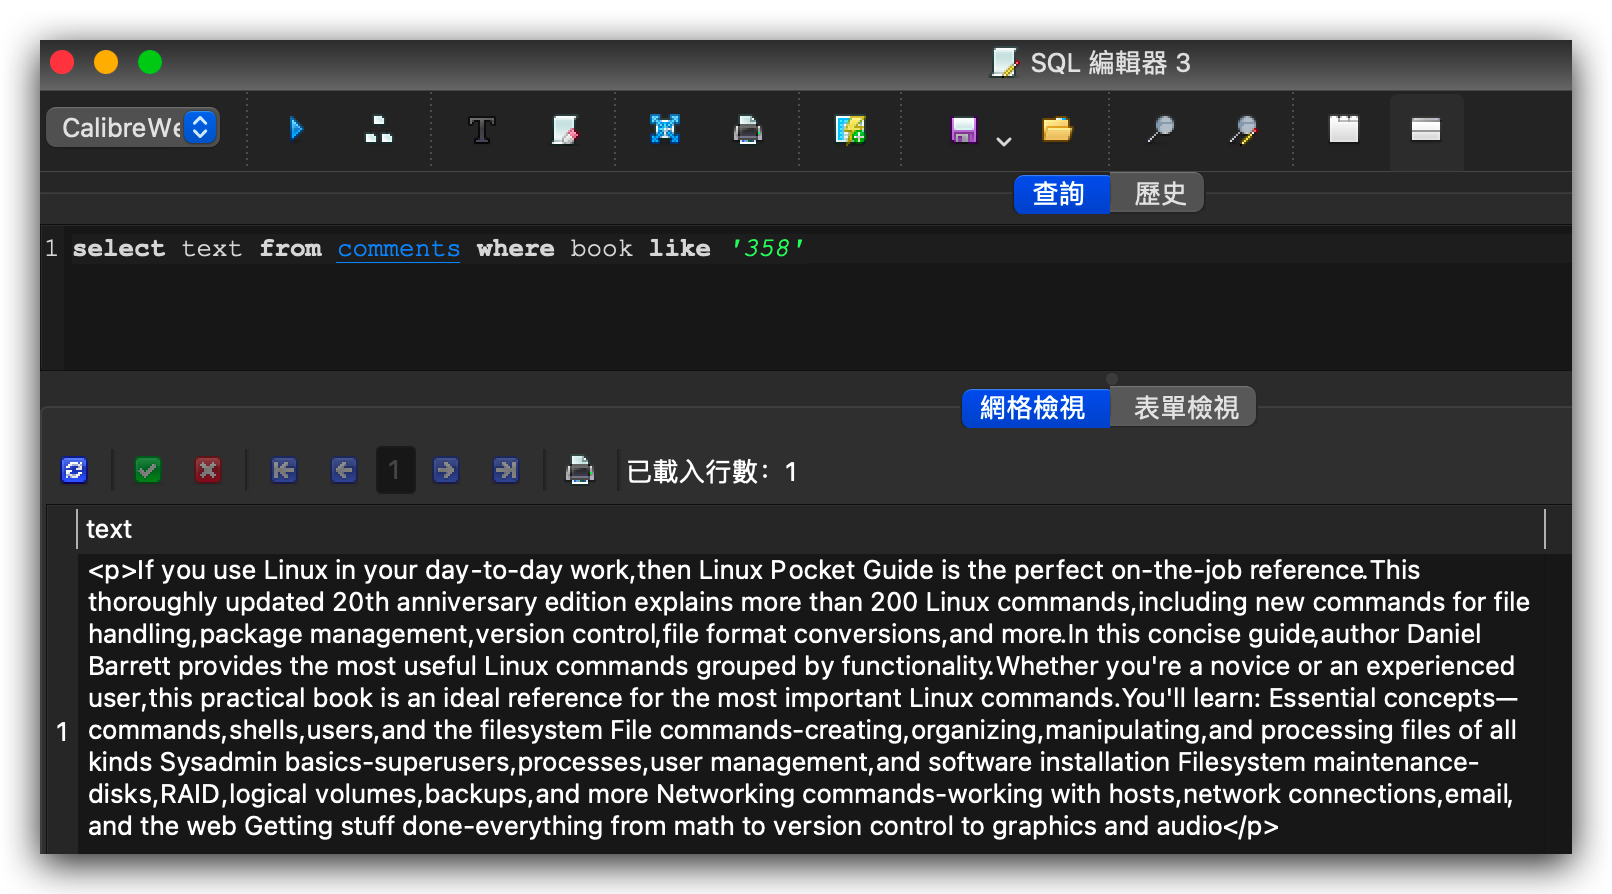 SQL 編輯器 3
CalibreWe
查詢 歷史
1 select text from comments where book like '358'
網格檢視 表單檢視
1 已載入行數：1
text
<p>If you use Linux in your day-to-day work,then Linux Pocket Guide is the perfect on-the-job reference.This
thoroughly updated 20th anniversary edition explains more than 200 Linux commands,including new commands for file
handling,package management,version control,file format conversions,and more.In this concise guide,author Daniel
Barrett provides the most useful Linux commands grouped by functionality.Whether you're a novice or an experienced
user,this practical book is an ideal reference for the most important Linux commands.You'll learn: Essential concepts—
1 commands,shells,users,and the filesystem File commands-creating,organizing,manipulating,and processing files of all
kinds Sysadmin basics-superusers,processes,user management,and software installation Filesystem maintenance-
disks,RAID,logical volumes,backups,and more Networking commands-working with hosts,network connections,email,
and the web Getting stuff done-everything from math to version control to graphics and audio</p>